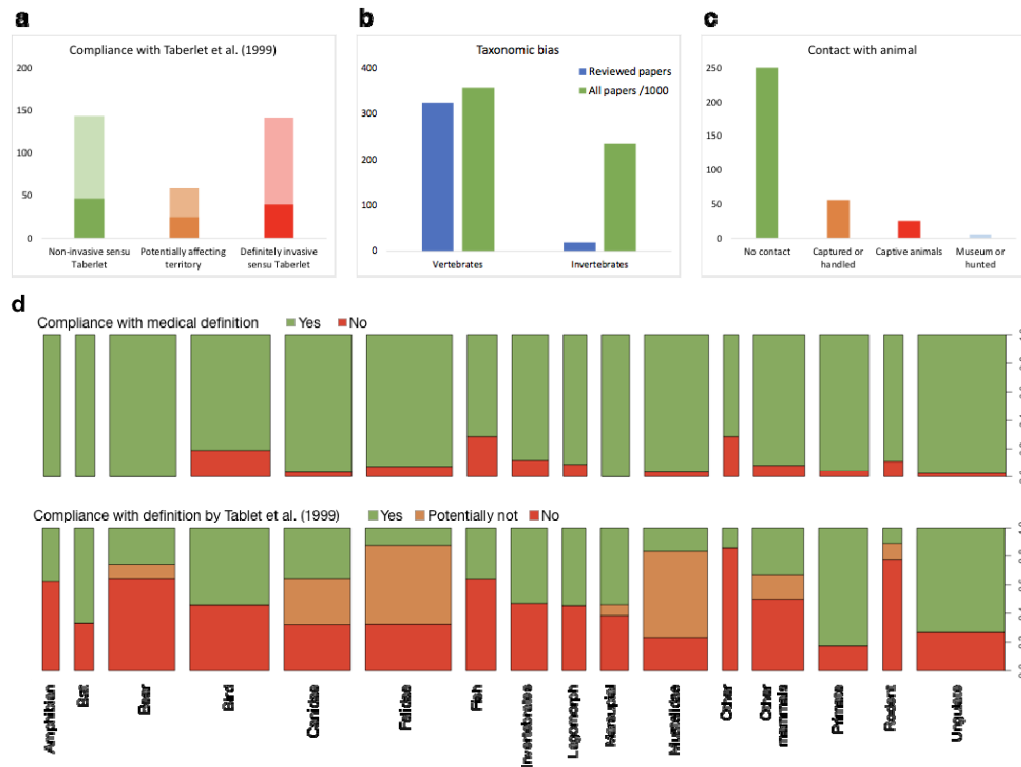 a
Compliance with Taberlet et al. (1999)
200
150
100
50
0
Non-invasive sensu Taberlet
Potentially affecting territory
Definitely invasive sensu Taberlet
b
Taxonomic bias
Reviewed papers
All papers /1000
400
300
200
100
0
Vertebrates
Invertebrates
c
Contact with animal
250
200
150
100
50
0
No contact
Captured or handled
Captive animals
Museum or hunted
d
Compliance with medical definition
Yes
No
Compliance with definition by Tablet et al. (1999)
Yes
Potentially not
No
Amphibian
Bat
Bear
Bird
Canidae
Felidae
Fish
Invertebrates
Lagomorph
Marsupial
Mustelidae
Other
Other mammals
Primate
Rodent
Ungulate